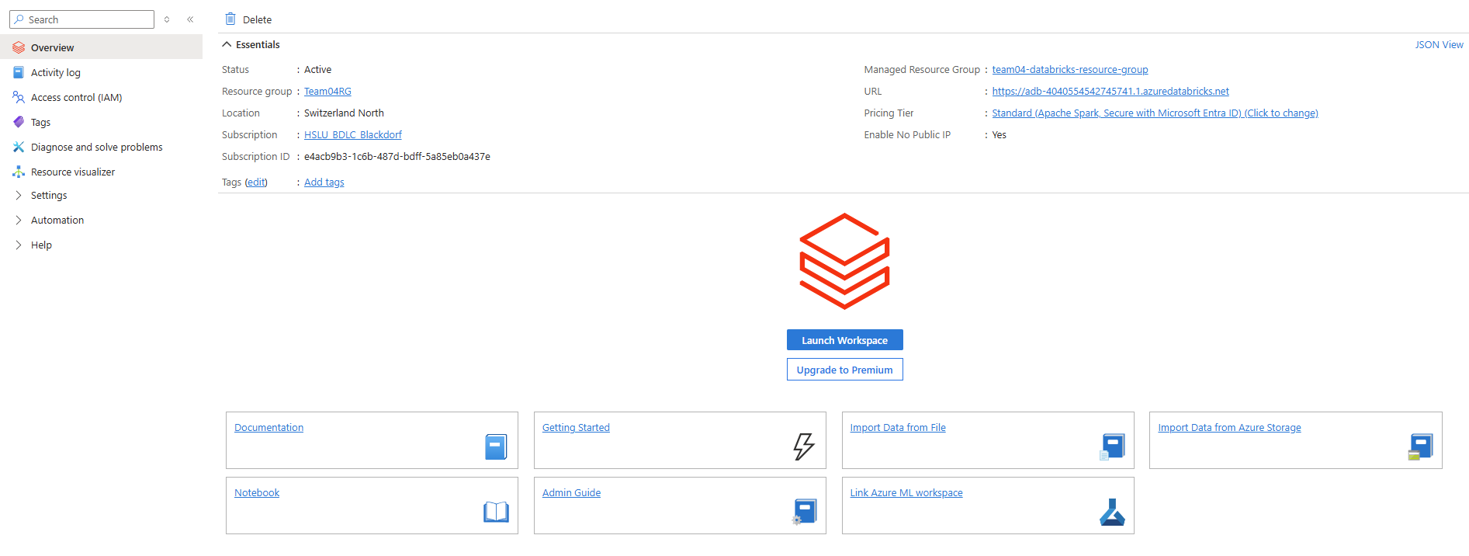 Search
Overview
Activity log
Access control (IAM)
Tags
Diagnose and solve problems
Resource visualizer
Settings
Automation
Help
Delete
Essentials
JSON View
Status : Active
Resource group : Team04RG
Location : Switzerland North
Subscription : HSLU_BDLC_Blackdorf
Subscription ID : e4acb9b3-1c6b-487d-bdff-5a85eb0a437e
Tags (edit) : Add tags
Managed Resource Group : team04-databricks-resource-group
URL : https://adb-4040554542745741.1.azuredatabricks.net
Pricing Tier : Standard (Apache Spark, Secure with Microsoft Entra ID) (Click to change)
Enable No Public IP : Yes
Launch Workspace
Upgrade to Premium
Documentation
Getting Started
Import Data from File
Import Data from Azure Storage
Notebook
Admin Guide
Link Azure ML workspace